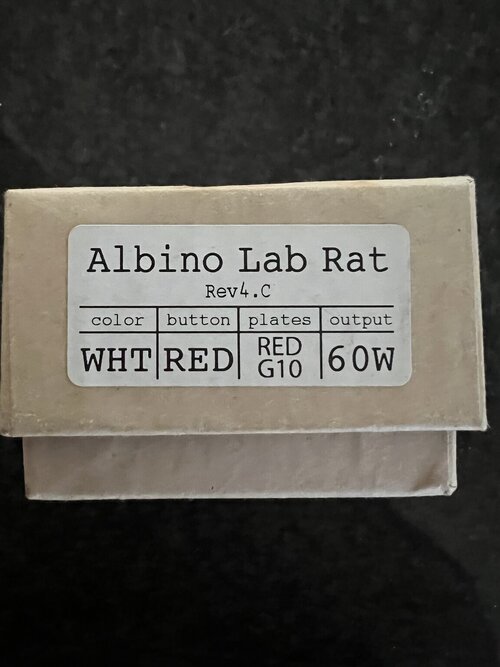 Albino Lab Rat
Rev4.C
color button plates output
WHT RED RED G10 60W